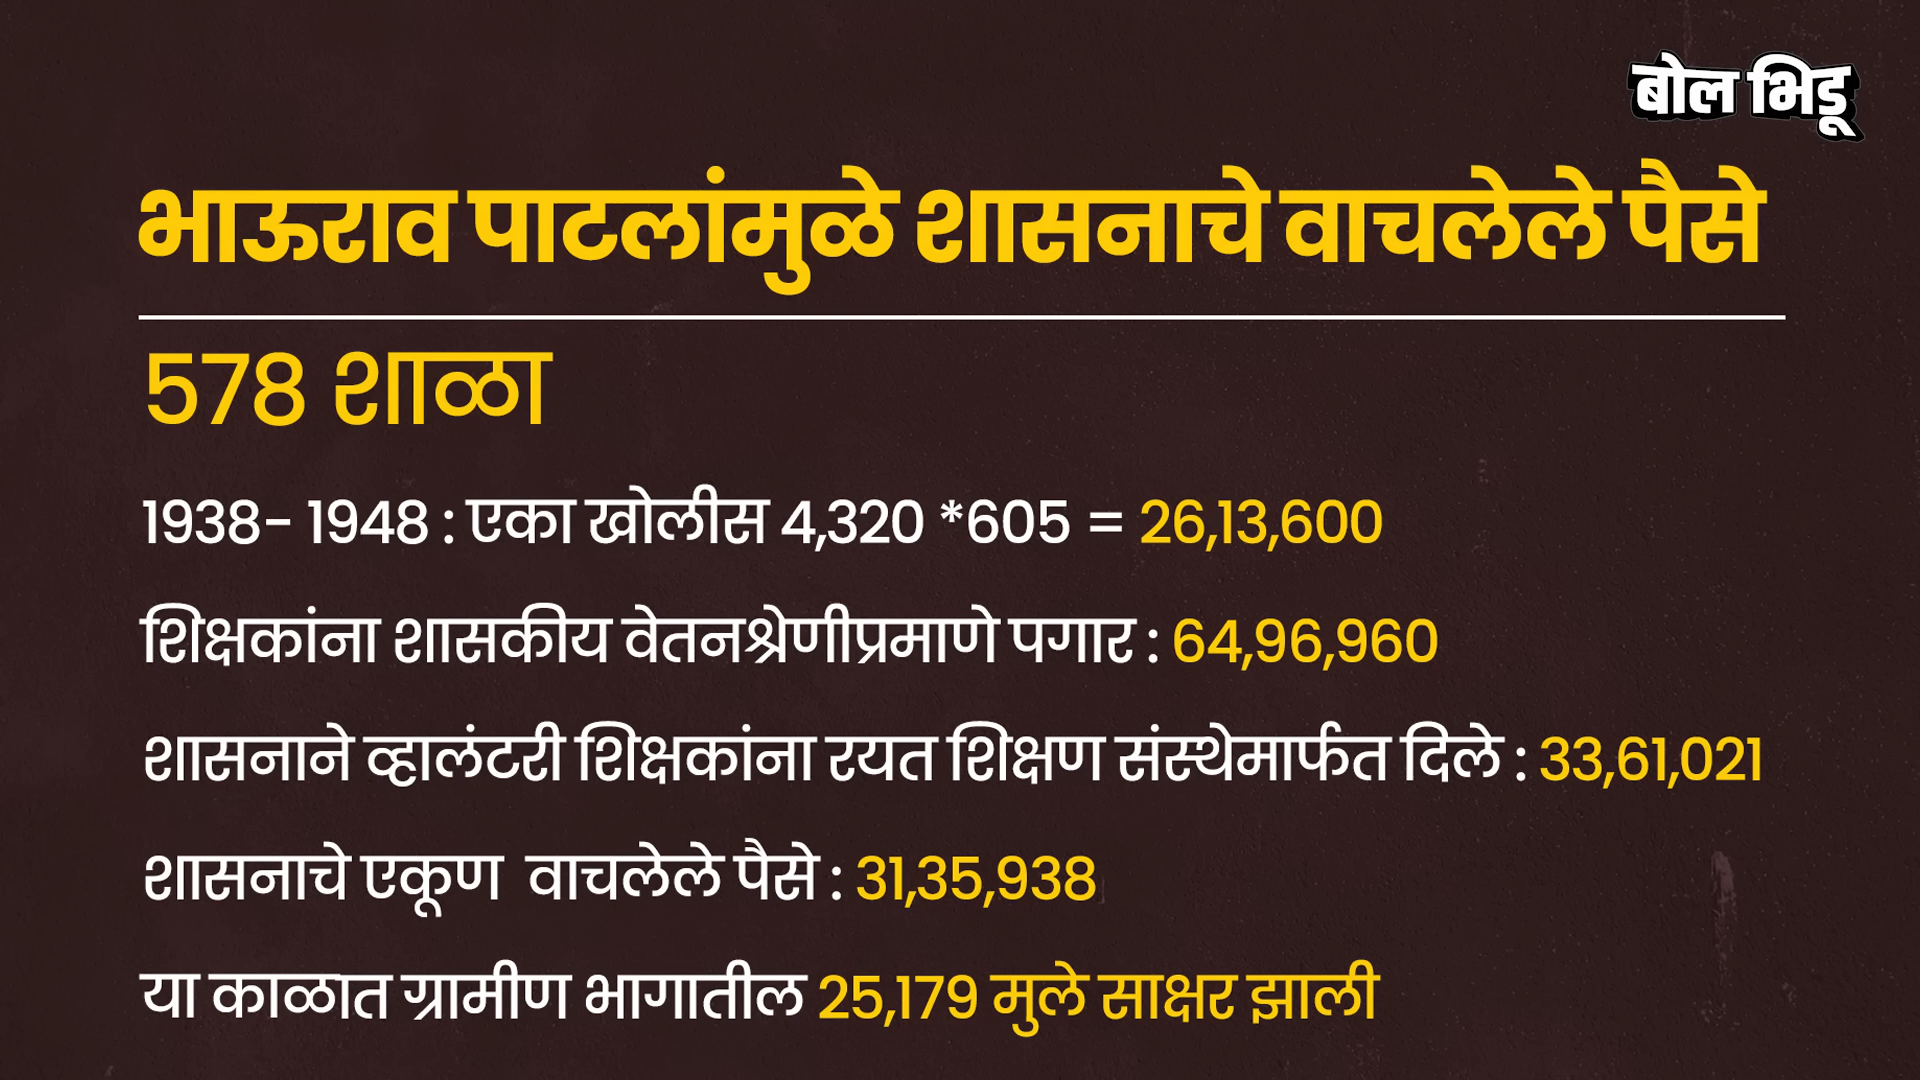 बोल भिडू
भाऊराव पाटलांमुळे शासनाचे वाचलेले पैसे
578 शाळा
1938- 1948 : एका खोलीस 4,320 *605 = 26,13,600
शिक्षकांना शासकीय वेतनश्रेणीप्रमाणे पगार : 64,96,960
शासनाने व्हालंटरी शिक्षकांना रयत शिक्षण संस्थेमार्फत दिले : 33,61,021
शासनाचे एकूण वाचलेले पैसे : 31,35,938
या काळात ग्रामीण भागातील 25,179 मुले साक्षर झाली